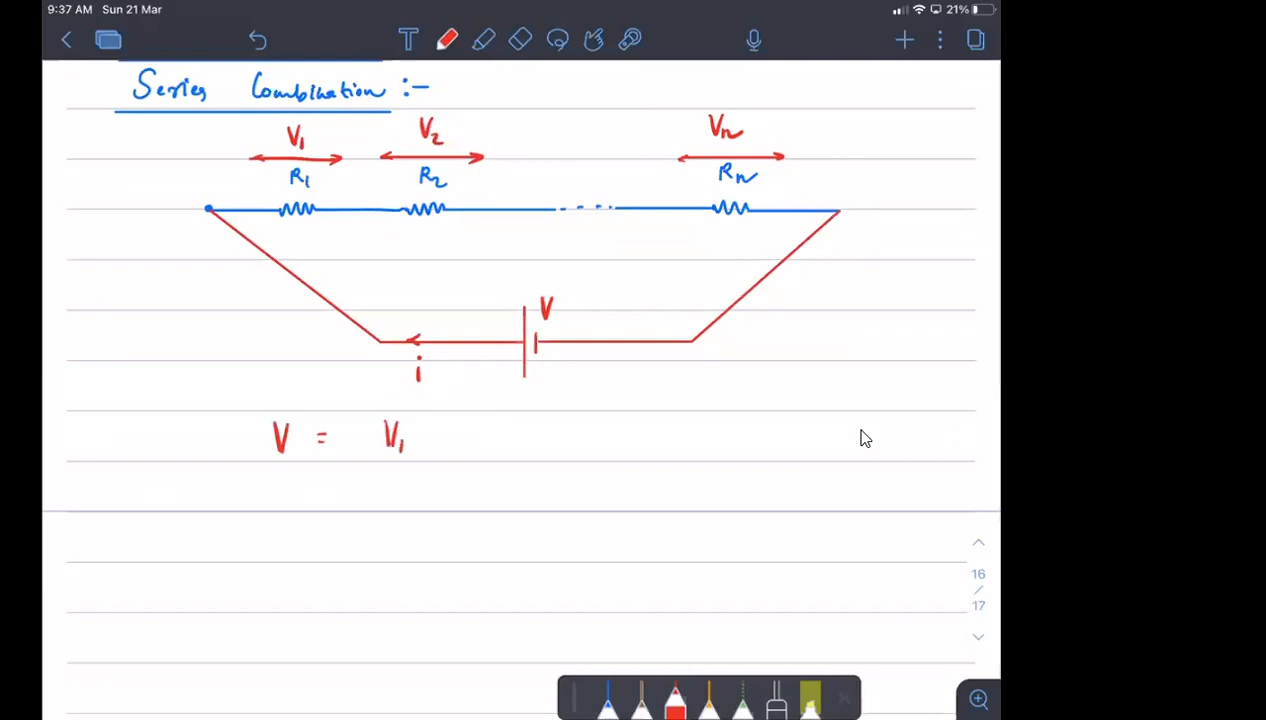 9:37 AM Sun 21 Mar
21%
T
Series Combination :-
V₁ V₂ Vₙ
R₁ R₂ Rₙ
V
i
V = V₁
16
/
17